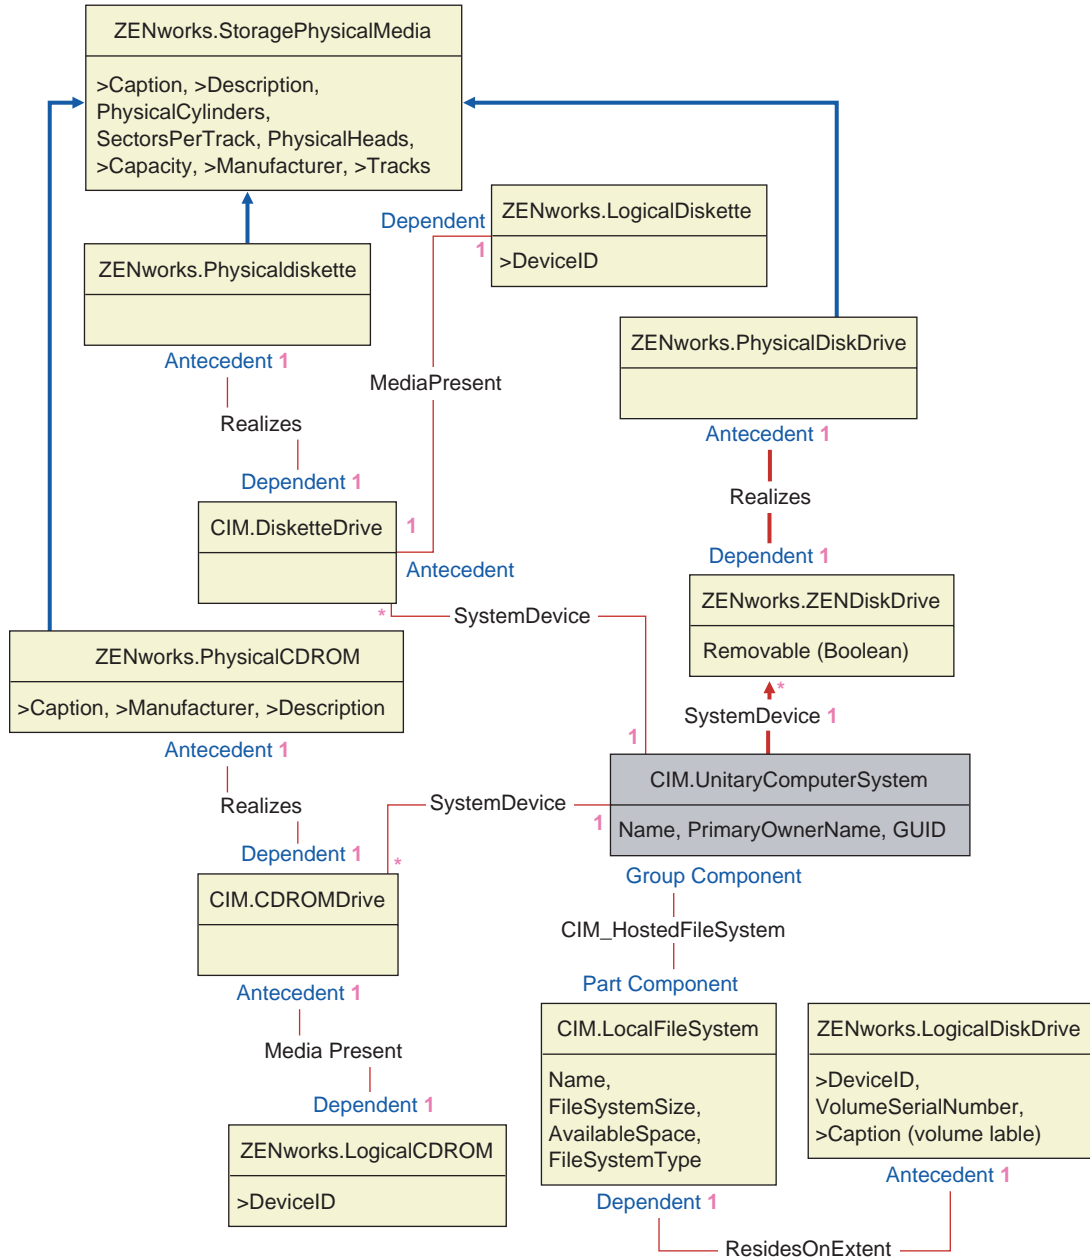 ZENworks.StoragePhysicalMedia
>Caption, >Description,
PhysicalCylinders,
SectorsPerTrack, PhysicalHeads,
>Capacity, >Manufacturer, >Tracks
Dependent
1
ZENworks.LogicalDiskette
>DeviceID
ZENworks.Physicaldiskette
Antecedent 1
MediaPresent
ZENworks.PhysicalDiskDrive
Realizes
Antecedent 1
Dependent 1
Realizes
CIM.DisketteDrive
1
Antecedent
Dependent 1
*
SystemDevice
ZENworks.ZENDiskDrive
Removable (Boolean)
ZENworks.PhysicalCDROM
>Caption, >Manufacturer, >Description
*
SystemDevice 1
1
Antecedent 1
CIM.UnitaryComputerSystem
Name, PrimaryOwnerName, GUID
Realizes
SystemDevice
1
Dependent 1
*
Group Component
CIM.CDROMDrive
CIM_HostedFileSystem
Part Component
Antecedent 1
CIM.LocalFileSystem
Name,
FileSystemSize,
AvailableSpace,
FileSystemType
ZENworks.LogicalDiskDrive
>DeviceID,
VolumeSerialNumber,
>Caption (volume lable)
Media Present
Dependent 1
ZENworks.LogicalCDROM
>DeviceID
Dependent 1
Antecedent 1
ResidesOnExtent